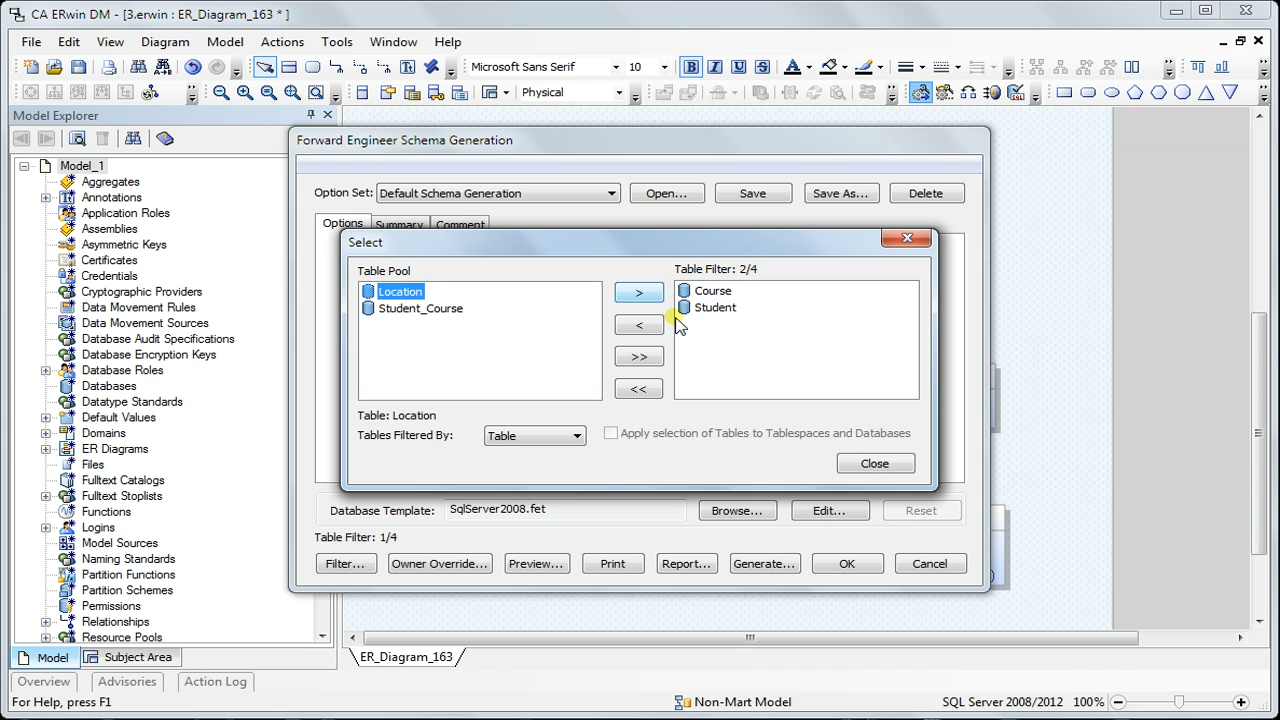 CA ERwin DM - [3.erwin : ER_Diagram_163 * ]
File Edit View Diagram Model Actions Tools Window Help
Microsoft Sans Serif 10 B I U S A
Physical
Model Explorer
Model_1
Aggregates
Annotations
Application Roles
Assemblies
Asymmetric Keys
Certificates
Credentials
Cryptographic Providers
Data Movement Rules
Data Movement Sources
Database Audit Specifications
Database Encryption Keys
Database Roles
Databases
Datatype Standards
Default Values
Domains
ER Diagrams
Files
Fulltext Catalogs
Fulltext Stoplists
Functions
Logins
Model Sources
Naming Standards
Partition Functions
Partition Schemes
Permissions
Relationships
Resource Pools
Model Subject Area
Forward Engineer Schema Generation
Option Set: Default Schema Generation Open... Save Save As... Delete
Options Summary Comment
Select
Table Pool
Location
Student_Course
>
<
>>
<<
Table Filter: 2/4
Course
Student
Table: Location
Tables Filtered By: Table Apply selection of Tables to Tablespaces and Databases
Close
Database Template: SqlServer2008.fet Browse... Edit... Reset
Table Filter: 1/4
Filter... Owner Override... Preview... Print Report... Generate... OK Cancel
ER_Diagram_163
Overview Advisories Action Log
For Help, press F1 Non-Mart Model SQL Server 2008/2012 100%